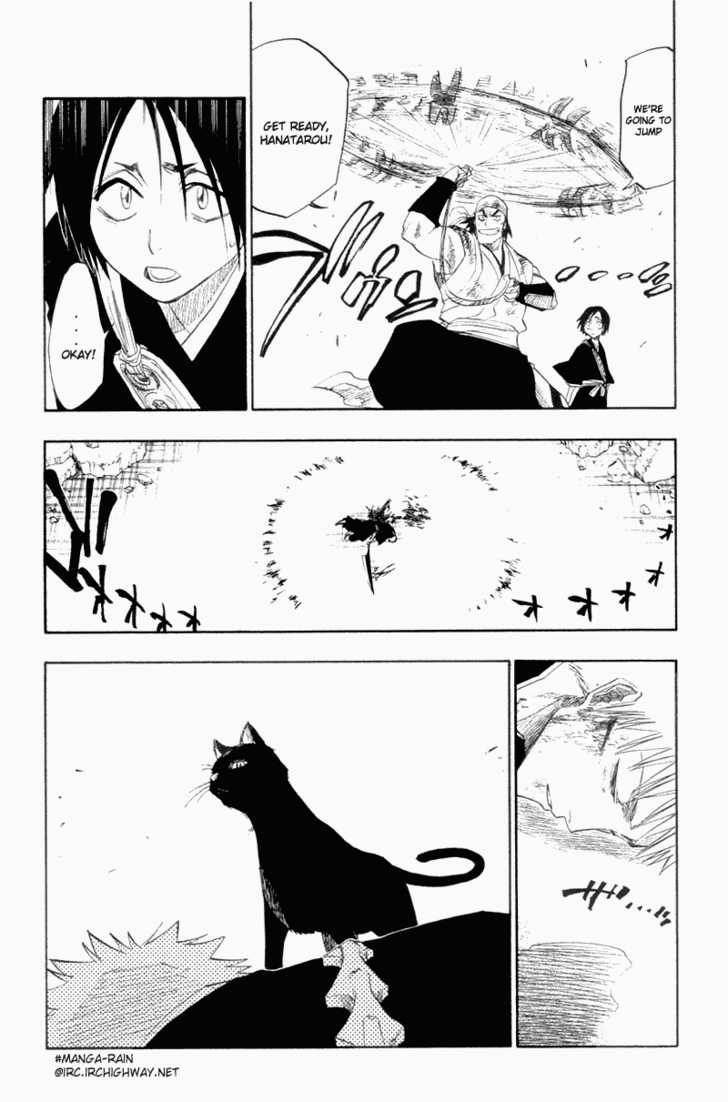 WE'RE
GOING TO
JUMP
GET READY,
HANATAROU!
...
OKAY!
#MANGA-RAIN
@IRC.IRCHIGHWAY.NET